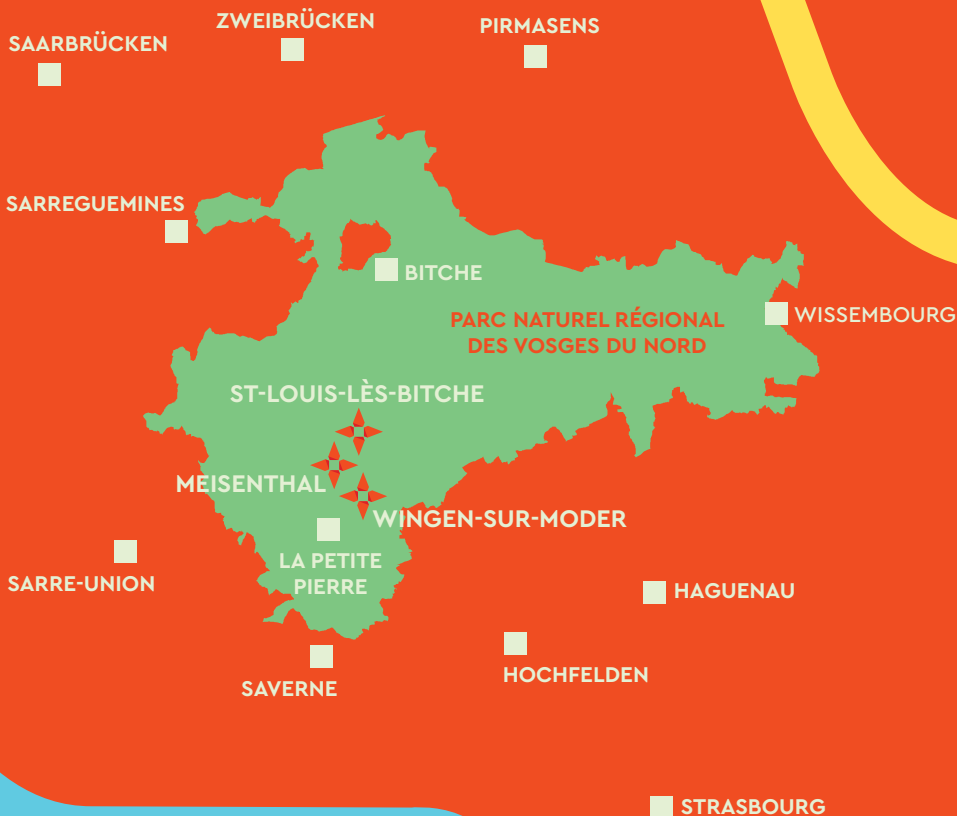 ZWEIBRÜCKEN
PIRMASENS
SAARBRÜCKEN
SARREGUEMINES
BITCHE
PARC NATUREL RÉGIONAL
DES VOSGES DU NORD
WISSEMBOURG
ST-LOUIS-LÈS-BITCHE
MEISENTHAL
WINGEN-SUR-MODER
LA PETITE
PIERRE
SARRE-UNION
HAGUENAU
HOCHFELDEN
SAVERNE
STRASBOURG